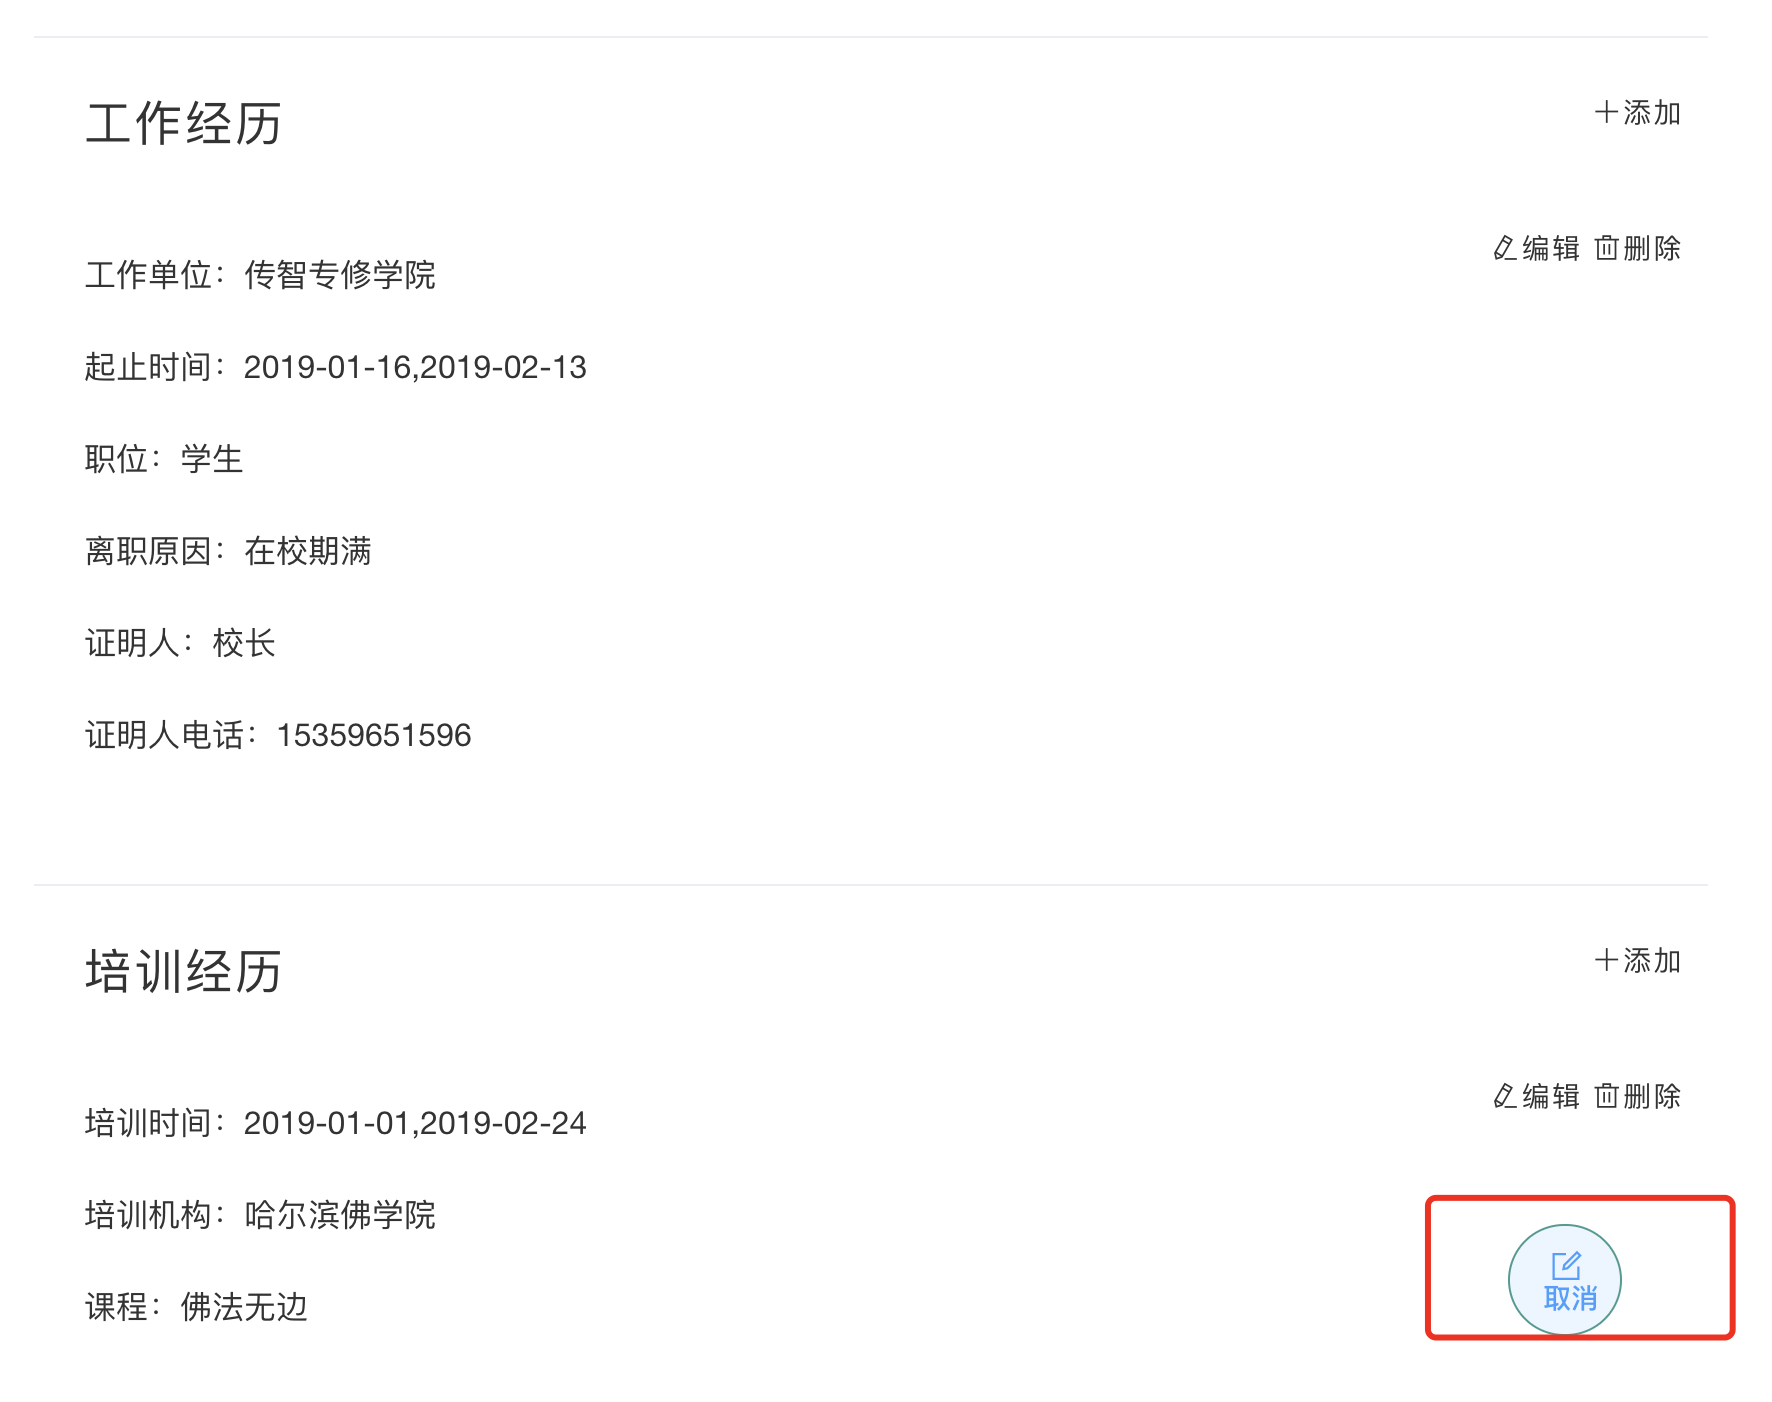 工作经历
添加
编辑 删除
工作单位：传智专修学院
起止时间：2019-01-16,2019-02-13
职位：学生
离职原因：在校期满
证明人：校长
证明人电话：15359651596
培训经历
添加
编辑 删除
培训时间：2019-01-01,2019-02-24
培训机构：哈尔滨佛学院
取消
课程：佛法无边